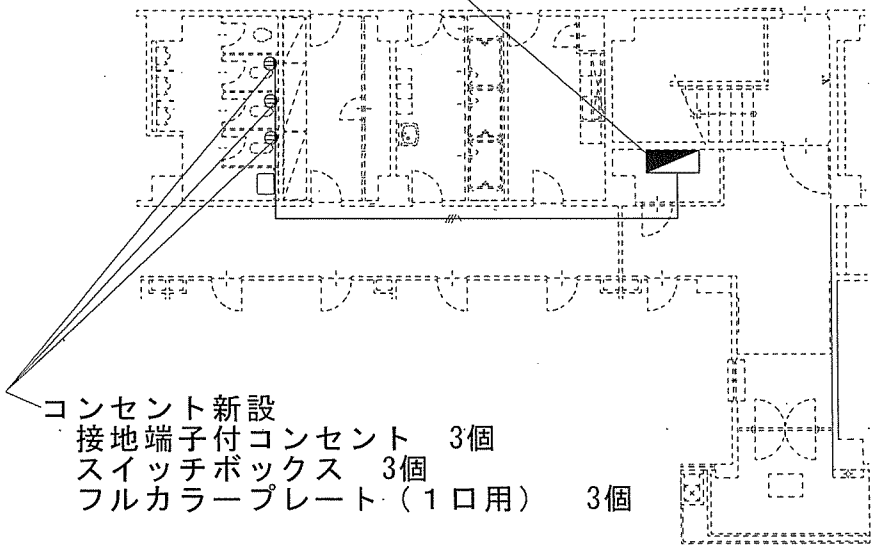 コンセント新設
接地端子付コンセント 3個
スイッチボックス 3個
フルカラープレート(1口用) 3個